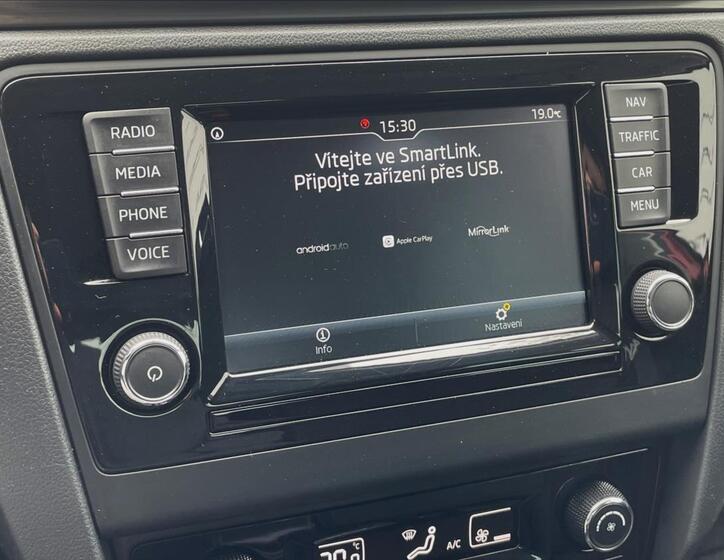 RADIO
MEDIA
PHONE
VOICE
15:30
19.0°C
Vítejte ve SmartLink.
Připojte zařízení přes USB.
androidauto
Apple CarPlay
MirrorLink
Info
Nastavení
NAV
TRAFFIC
CAR
MENU
°C
A/C